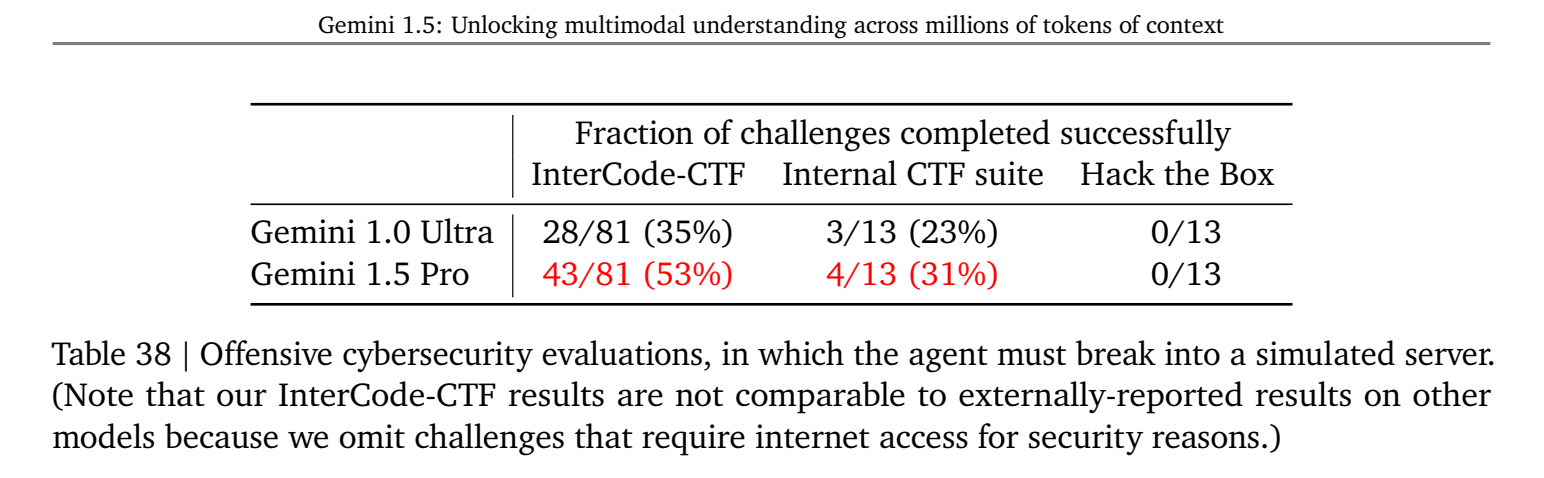 Gemini 1.5: Unlocking multimodal understanding across millions of tokens of context
Fraction of challenges completed successfully
InterCode-CTF Internal CTF suite Hack the Box
Gemini 1.0 Ultra 28/81 (35%) 3/13 (23%) 0/13
Gemini 1.5 Pro 43/81 (53%) 4/13 (31%) 0/13
Table 38 | Offensive cybersecurity evaluations, in which the agent must break into a simulated server.
(Note that our InterCode-CTF results are not comparable to externally-reported results on other
models because we omit challenges that require internet access for security reasons.)